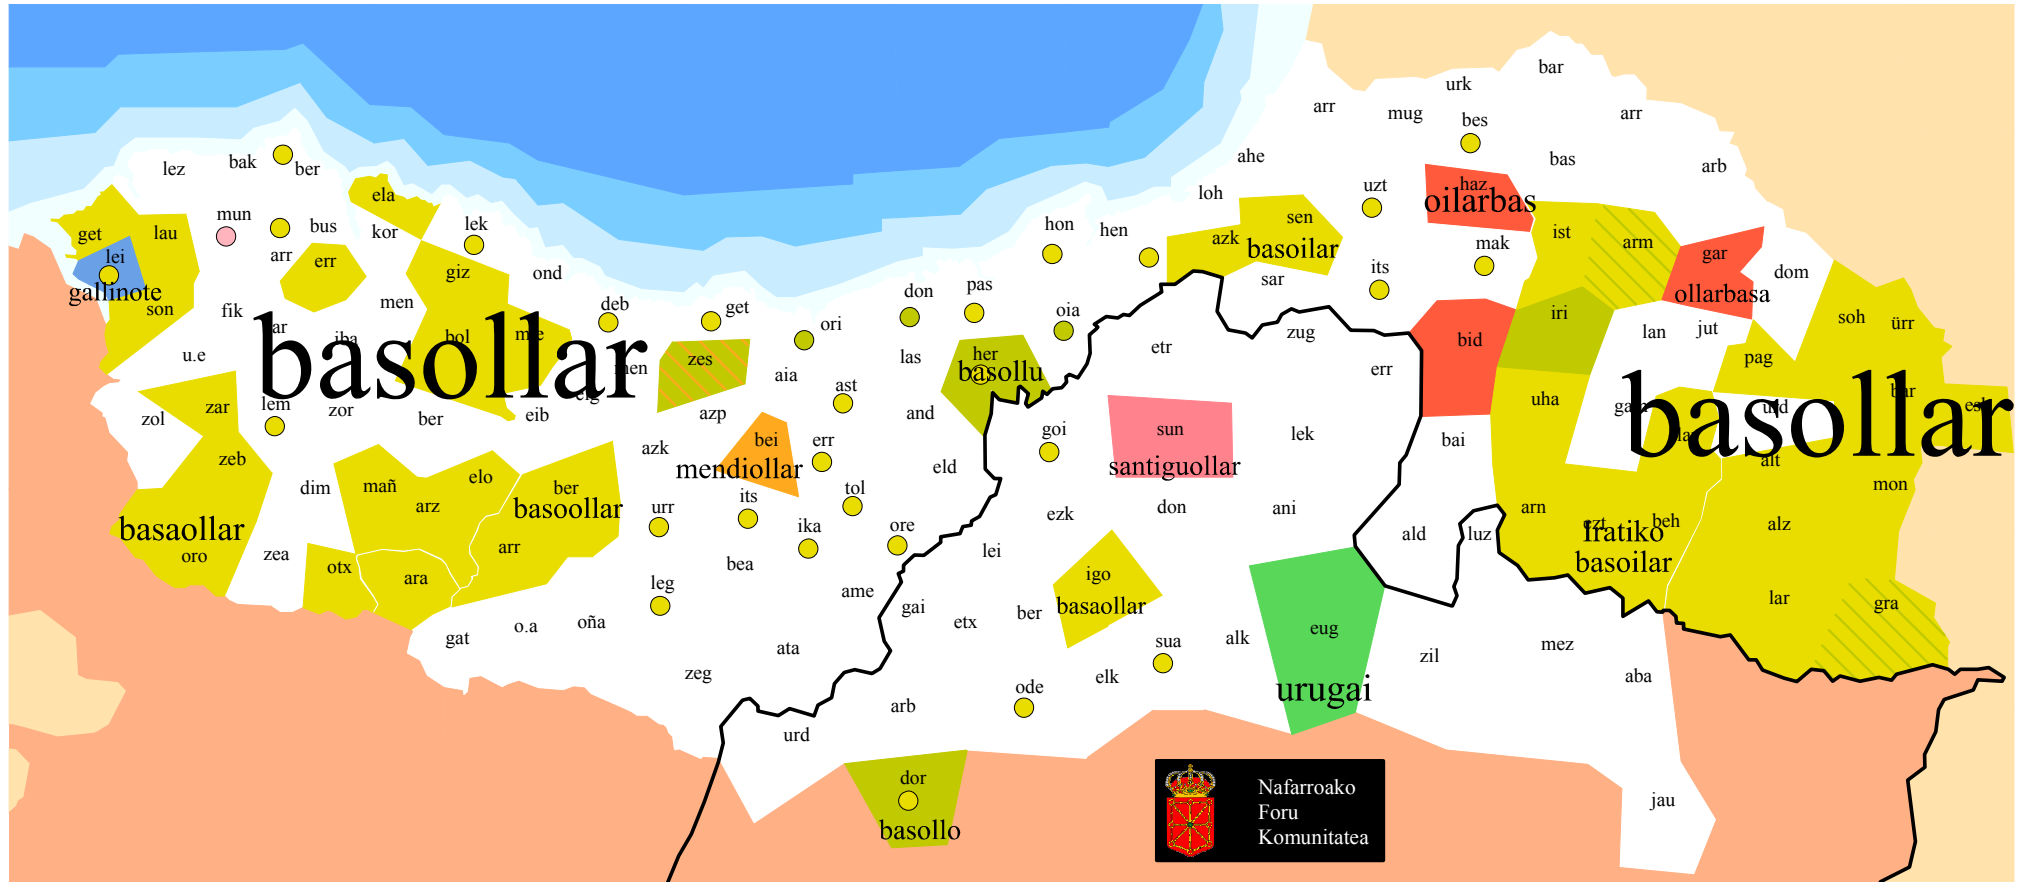 bar
urk
arr
mug
arr
bes
ahe
bas
arb
lez
bak
ber
ela
loh
uzt
haz
oilarbas
mun
get
lau
bus
kor
lek
hon
hen
azk
sen
basoilar
mak
ist
arm
gar
lei
arr
err
giz
ond
its
sar
dom
gallinote
ollarbasa
son
fik
men
deb
get
ori
don
pas
oia
iri
soh
ürr
ar
iba
bol
zug
bid
lan
jut
u.e
basollar
men
zes
aia
las
her
basollu
etr
err
pag
zol
zar
lem
zor
ber
eib
elg
azp
ast
and
goi
sun
santiguollar
lek
bai
uha
basollar
zeb
azk
bei
mendiollar
err
eld
alt
mon
dim
mañ
arz
elo
ber
basoollar
its
tol
ezk
don
ani
arn
basaollar
oro
zea
arr
urr
ika
ore
lei
ald
luz
ezt
beh
alz
Iratiko
basoilar
otx
ara
leg
bea
ame
gai
igo
basaollar
lar
gra
gat
o.a
oña
ata
etx
ber
sua
alk
eug
urugai
zil
mez
zeg
elk
aba
arb
ode
urd
dor
basollo
jau
Nafarroako
Foru
Komunitatea